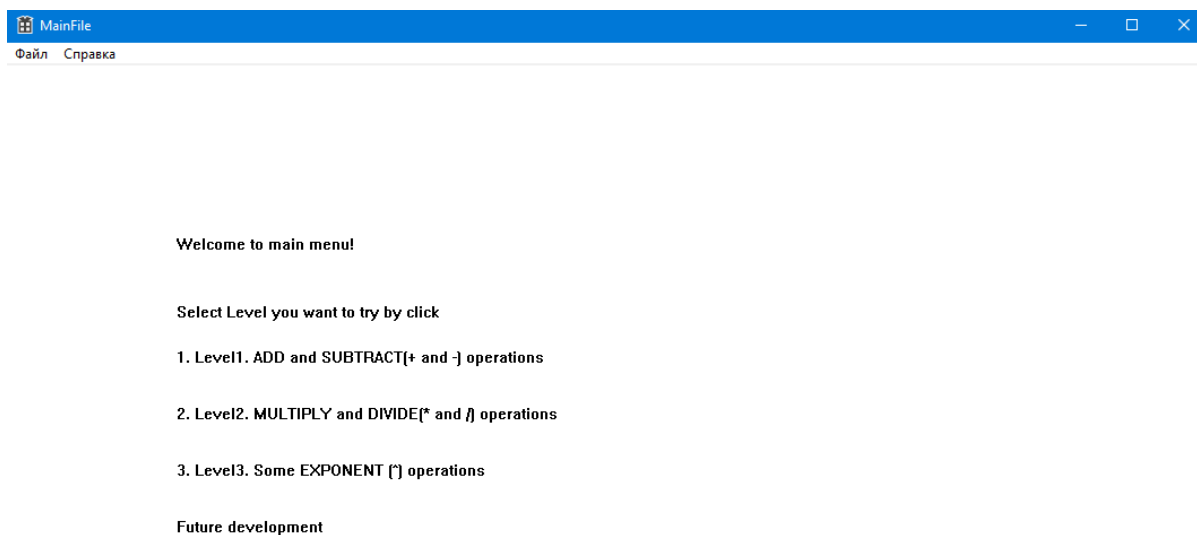 MainFile
Файл Справка
Welcome to main menu!
Select Level you want to try by click
1. Level1. ADD and SUBTRACT(+ and -) operations
2. Level2. MULTIPLY and DIVIDE(* and /) operations
3. Level3. Some EXPONENT (^) operations
Future development